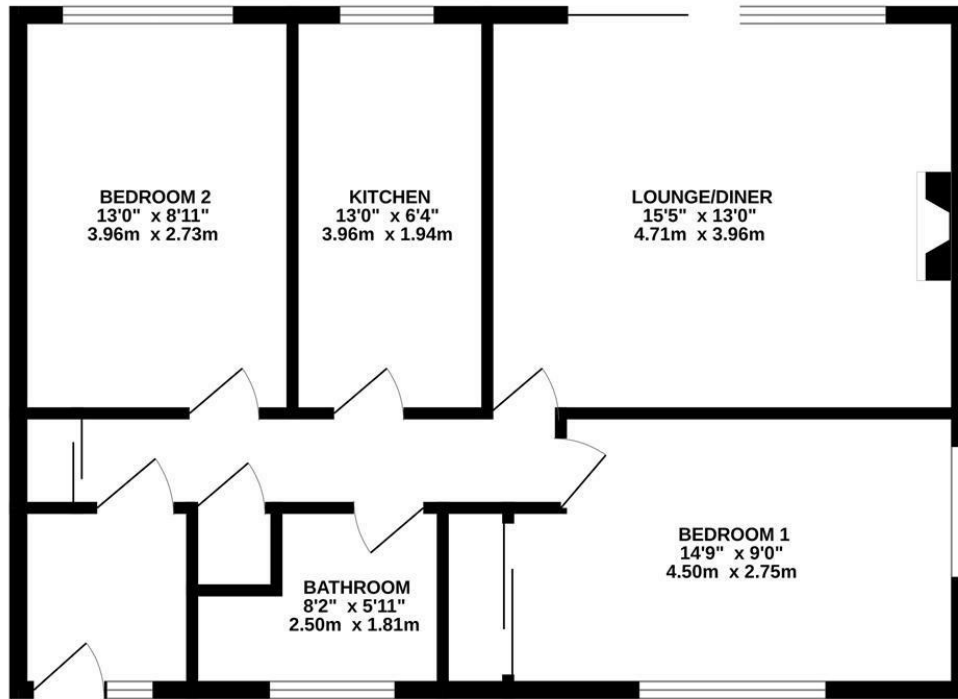 BEDROOM 2
13'0" x 8'11"
3.96m x 2.73m
KITCHEN
13'0" x 6'4"
3.96m x 1.94m
LOUNGE/DINER
15'5" x 13'0"
4.71m x 3.96m
BEDROOM 1
14'9" x 9'0"
4.50m x 2.75m
BATHROOM
8'2" x 5'11"
2.50m x 1.81m